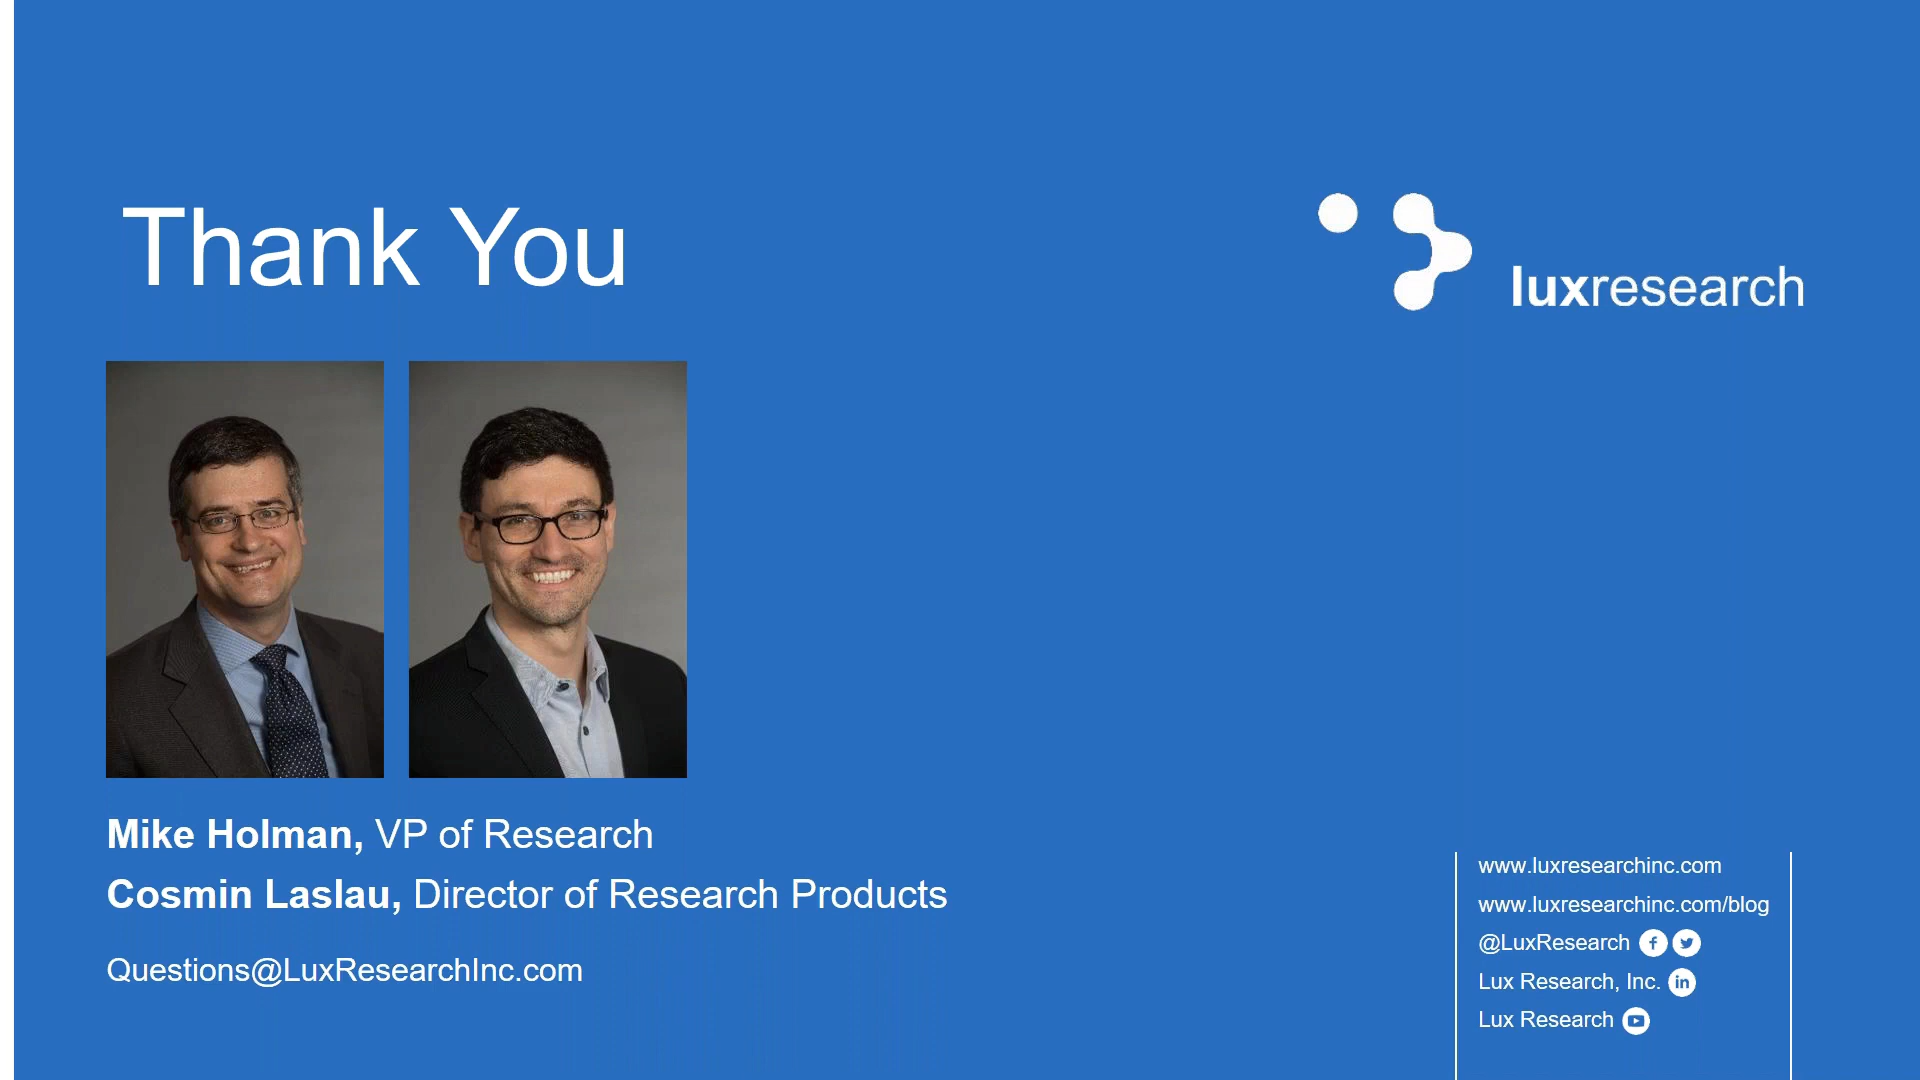 Thank You
luxresearch
Mike Holman, VP of Research
Cosmin Laslau, Director of Research Products
Questions@LuxResearchInc.com
www.luxresearchinc.com
www.luxresearchinc.com/blog
@LuxResearch
Lux Research, Inc.
Lux Research